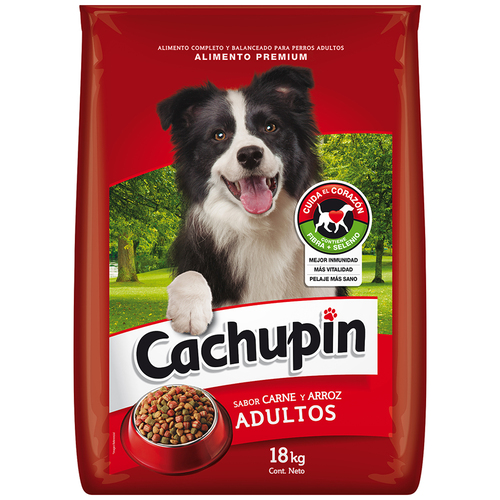 ALIMENTO COMPLETO Y BALANCEADO PARA PERROS ADULTOS
ALIMENTO PREMIUM
CUIDA EL CORAZÓN
CONTIENE
FIBRA + SELENIO
MEJOR INMUNIDAD
MÁS VITALIDAD
PELAJE MÁS SANO
Cachupin
SABOR CARNE Y ARROZ
ADULTOS
18kg
Cont. Neto